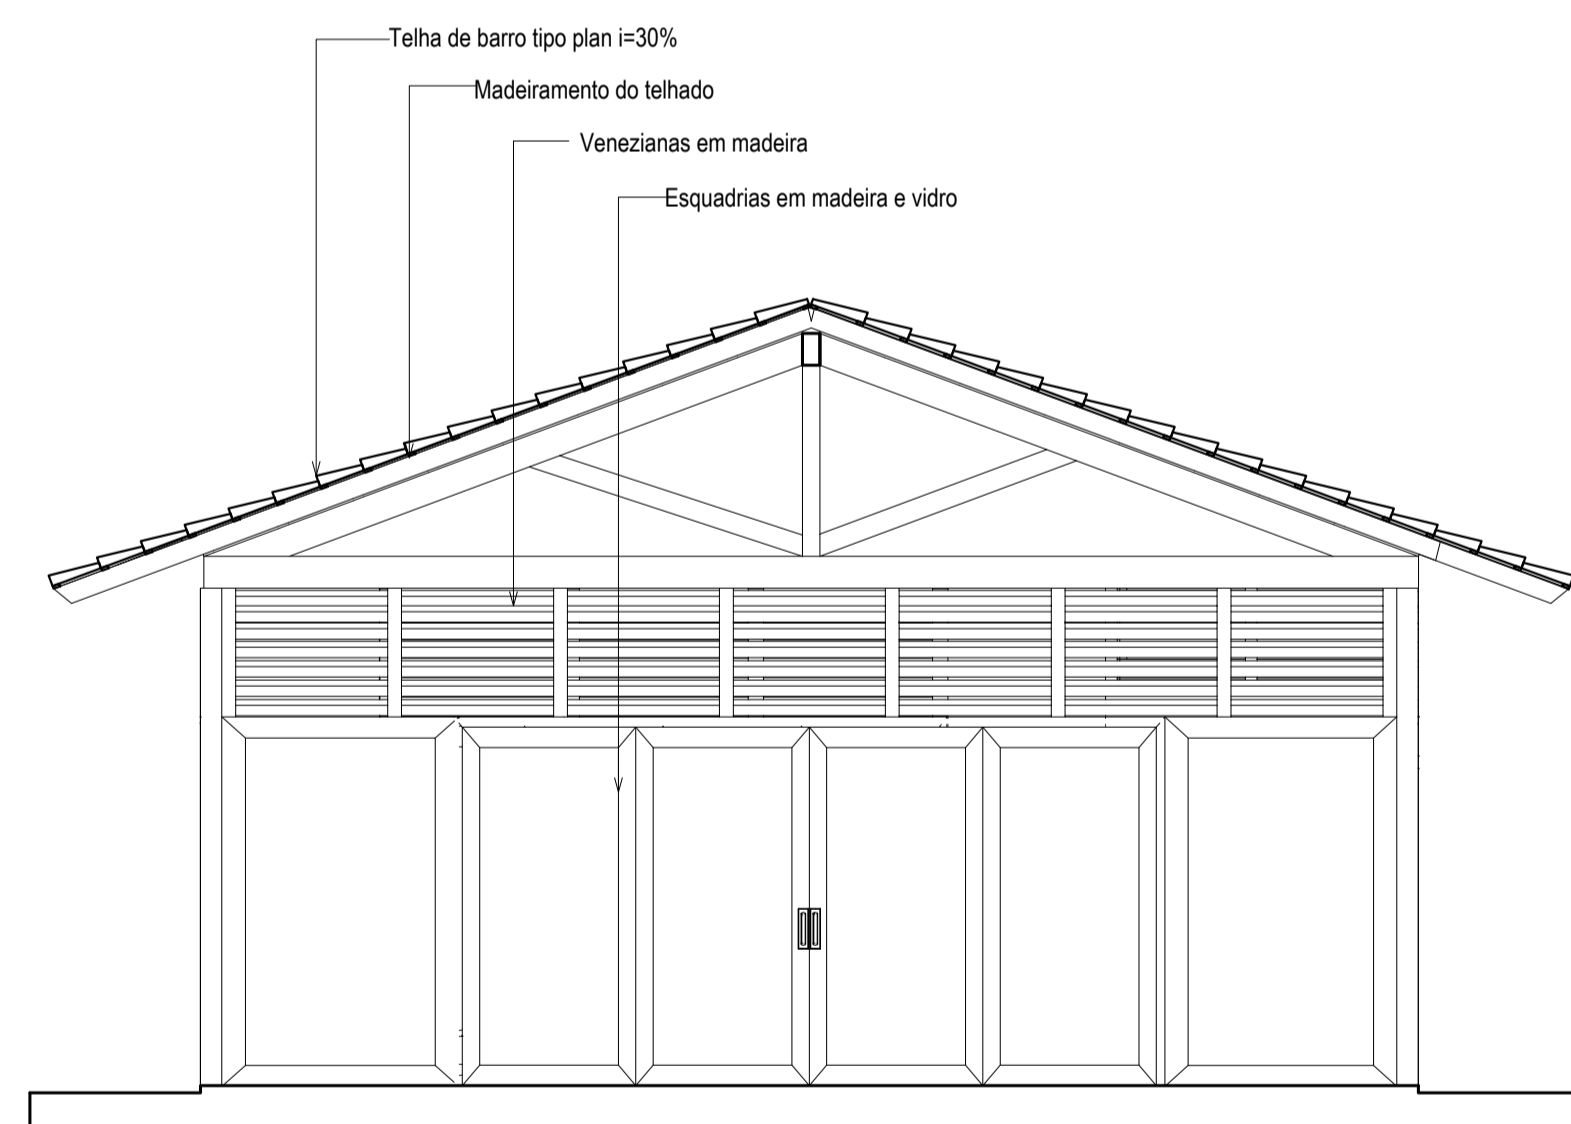 Telha de barro tipo plan i=30%
Madeiramento do telhado
Venezianas em madeira
Esquadrias em madeira e vidro